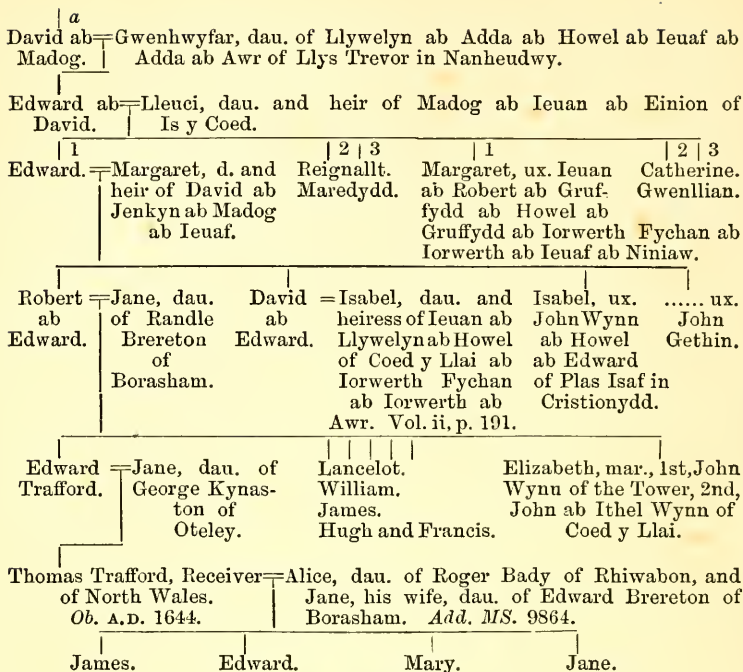 a
David ab=Gwenhwyfar, dau. of Llywelyn ab Adda ab Howel ab Ieuaf ab
Madog. Adda ab Awr of Llys Trevor in Nanheudwy.
Edward ab=Lleuci, dau. and heir of Madog ab Ieuan ab Einion of
David. Is y Coed.
1 2 3 1 2 3
Edward.=Margaret, d. and Reignallt. Margaret, ux. Ieuan Catherine.
heir of David ab Maredydd. ab Robert ab Gruf- Gwenllian.
Jenkyn ab Madog fydd ab Howel ab
ab Ieuaf. Gruffydd ab Iorwerth Fychan ab
Iorwerth ab Ieuaf ab Niniaw.
Robert=Jane, dau. David =Isabel, dau. and Isabel, ux. ...... ux.
ab of Randle ab heiress of Ieuan ab John Wynn John
Edward. Brereton Edward. Llywelyn ab Howel ab Howel Gethin.
of of Coed y Llai ab ab Edward
Borasham. Iorwerth Fychan of Plas Isaf in
ab Iorwerth ab Cristionydd.
Awr. Vol. ii, p. 191.
Edward =Jane, dau. of Lancelot. Elizabeth, mar., 1st, John
Trafford. George Kynas- William. Wynn of the Tower, 2nd,
ton of James. John ab Ithel Wynn of
Oteley. Hugh and Francis. Coed y Llai.
Thomas Trafford, Receiver=Alice, dau. of Roger Bady of Rhiwabon, and
of North Wales. Jane, his wife, dau. of Edward Brereton of
Ob. A.D. 1644. Borasham. Add. MS. 9864.
James. Edward. Mary. Jane.